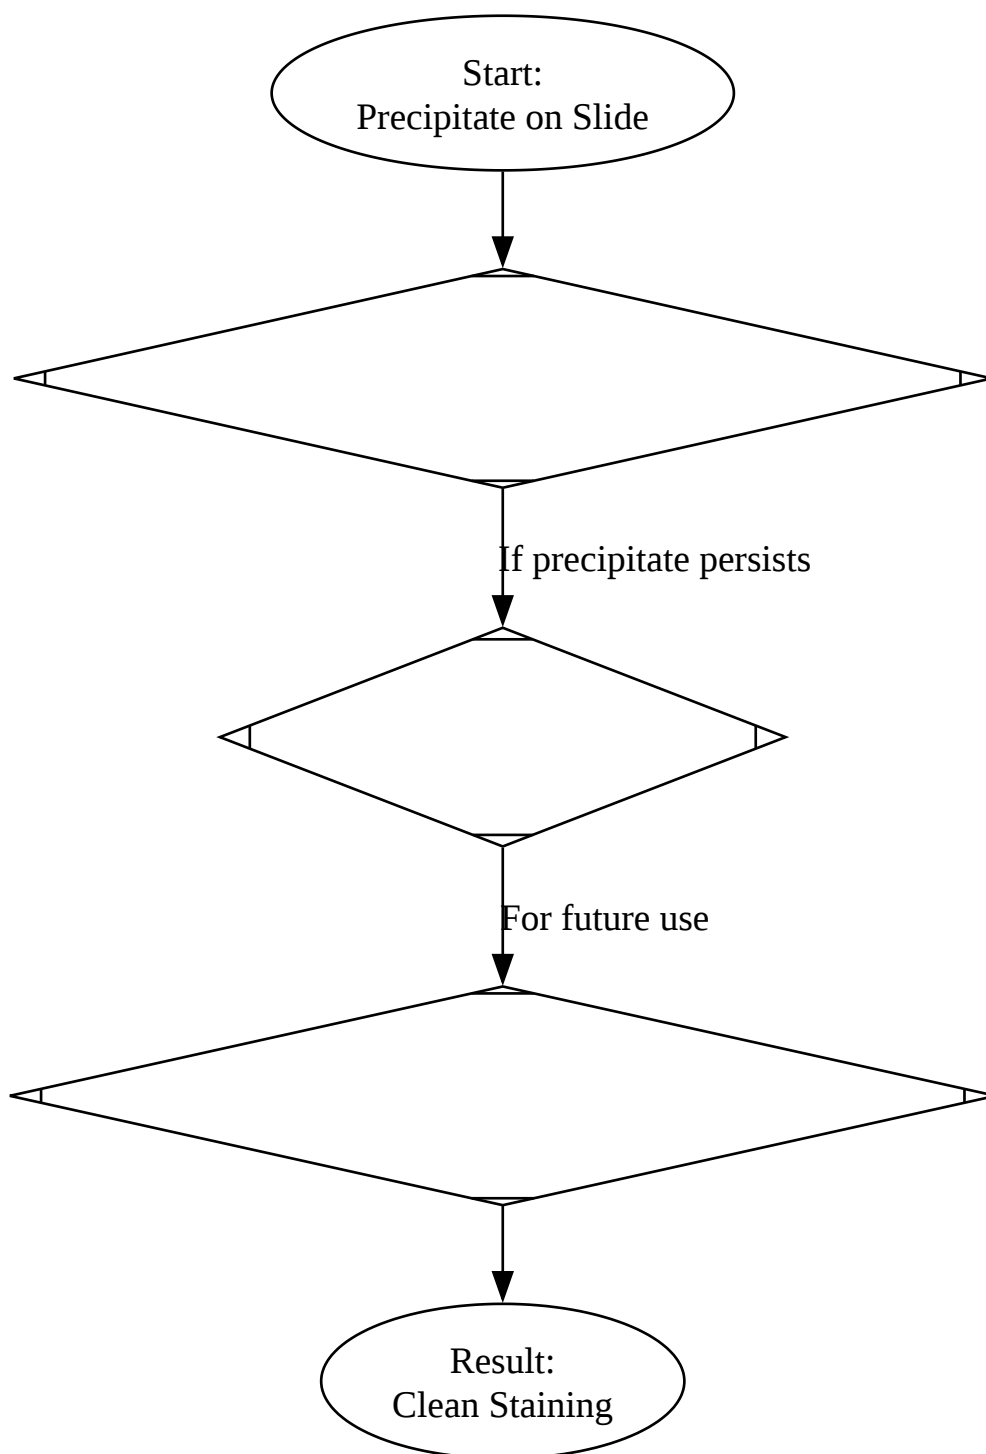 Start:
Precipitate on Slide
If precipitate persists
For future use
Result:
Clean Staining